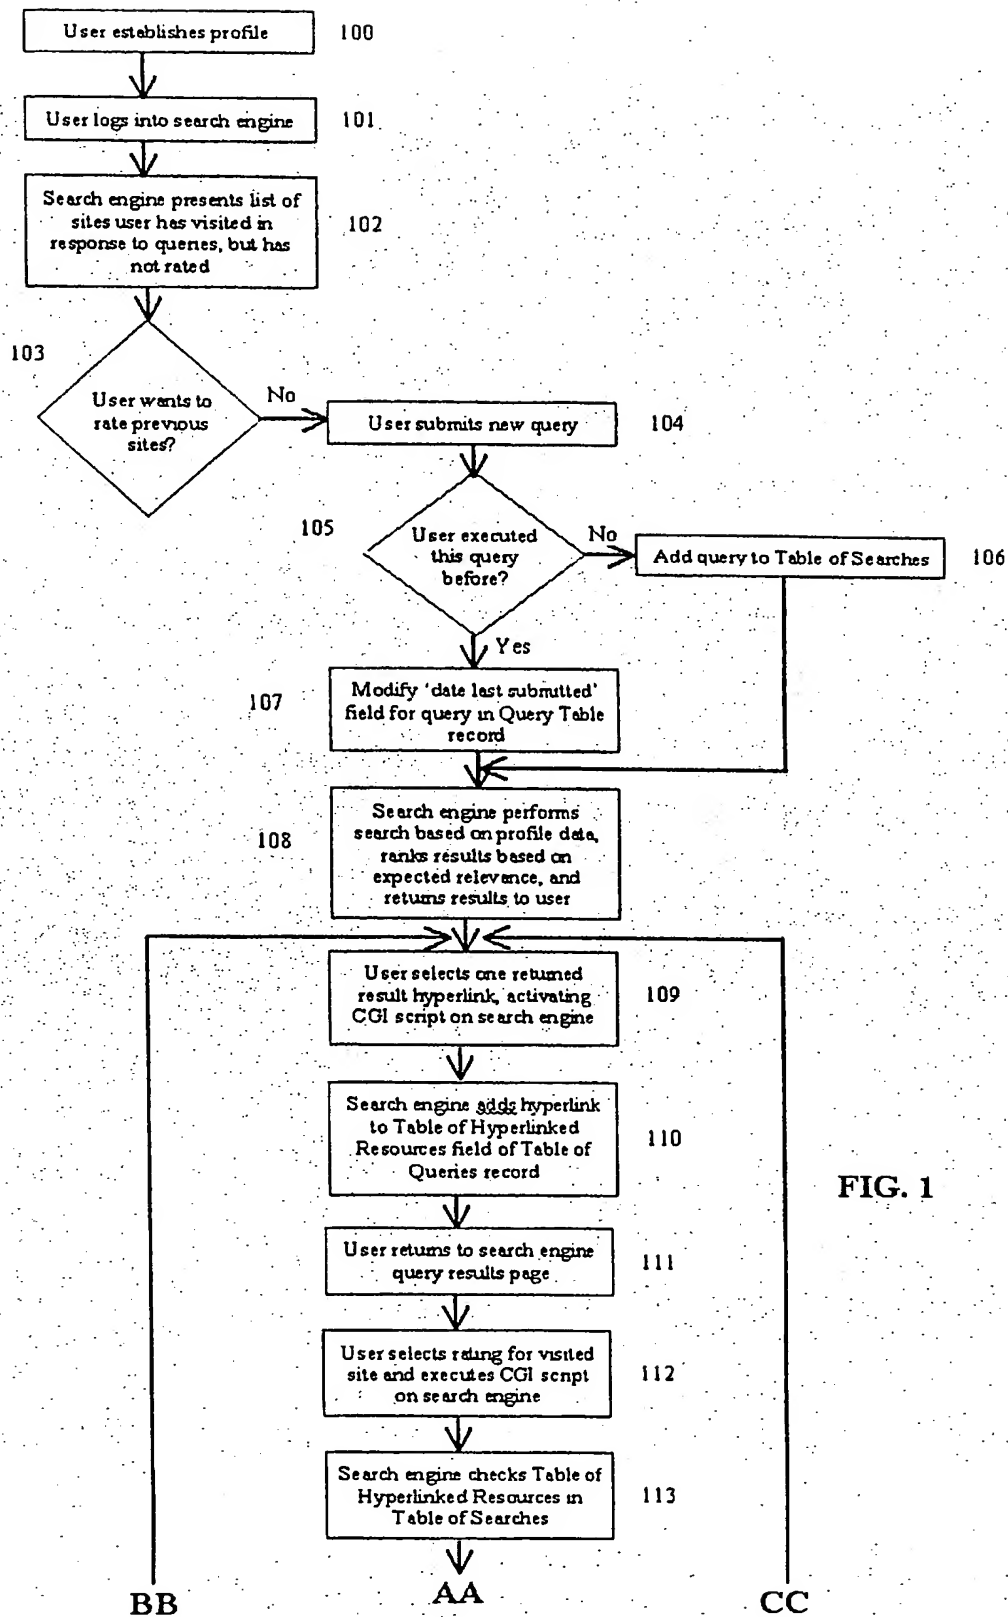 User establishes profile
100
User logs into search engine
101
Search engine presents list of
sites user has visited in
response to queries, but has
not rated
102
103
User wants to
rate previous
sites?
No
User submits new query
104
105
User executed
this query
before?
No
Add query to Table of Searches
106
Yes
107
Modify 'date last submitted'
field for query in Query Table
record
108
Search engine performs
search based on profile data,
ranks results based on
expected relevance, and
returns results to user
User selects one returned
result hyperlink, activating
CGI script on search engine
109
Search engine adds hyperlink
to Table of Hyperlinked
Resources field of Table of
Queries record
110
FIG. 1
User returns to search engine
query results page
111
User selects rating for visited
site and executes CGI script
on search engine
112
Search engine checks Table of
Hyperlinked Resources in
Table of Searches
113
BB
AA
CC